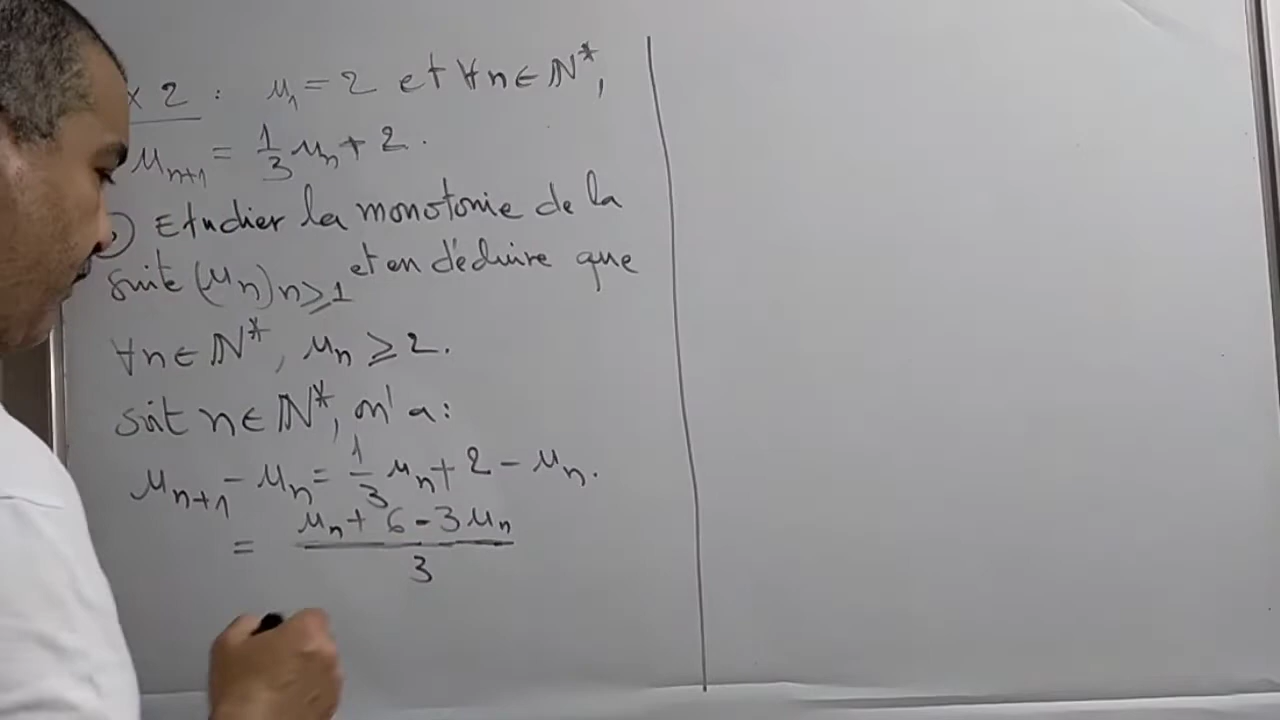 x 2 : u₁ = 2 et ∀n ∈ ℕ*,
uₙ₊₁ = 1/3 uₙ + 2.
) Etudier la monotonie de la
suite (uₙ)n⩾1 et en déduire que
∀n ∈ ℕ*, uₙ ⩾ 2.
soit n ∈ ℕ*, on a :
uₙ₊₁ - uₙ = 1/3 uₙ + 2 - uₙ.
= (uₙ + 6 - 3uₙ)/3